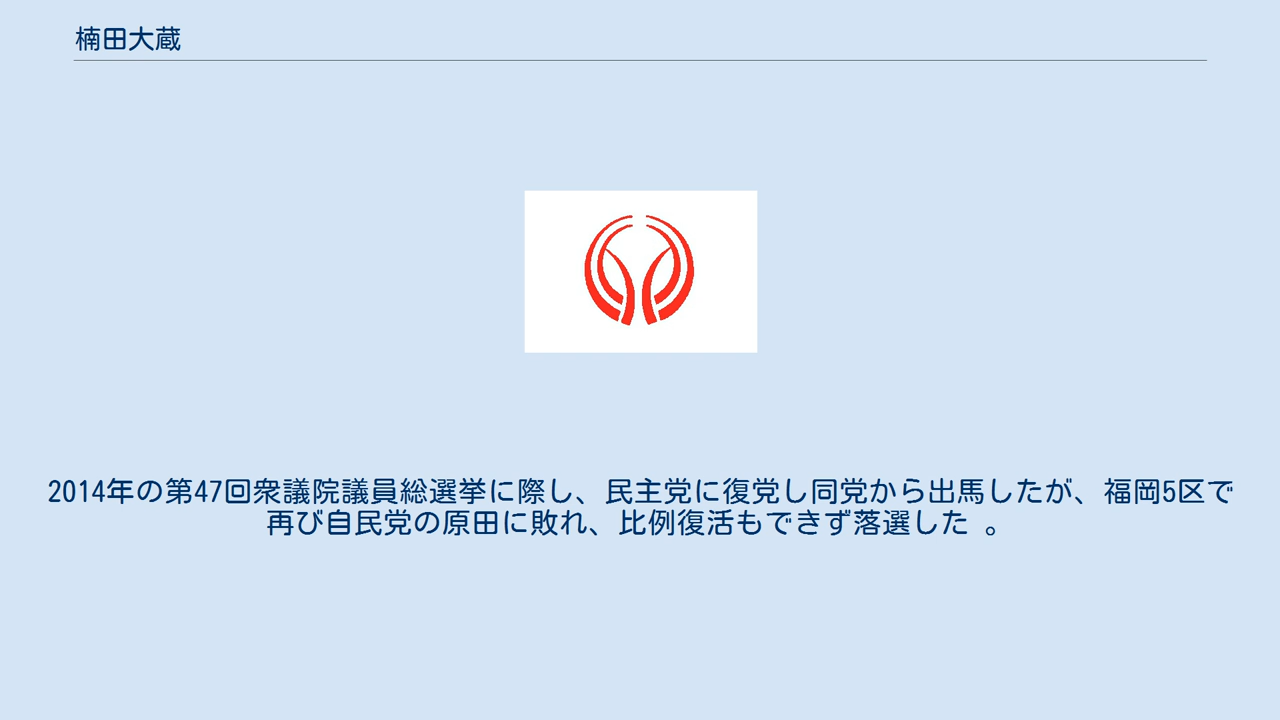 楠田大蔵
2014年の第47回衆議院議員総選挙に際し、民主党に復党し同党から出馬したが、福岡5区で
再び自民党の原田に敗れ、比例復活もできず落選した 。